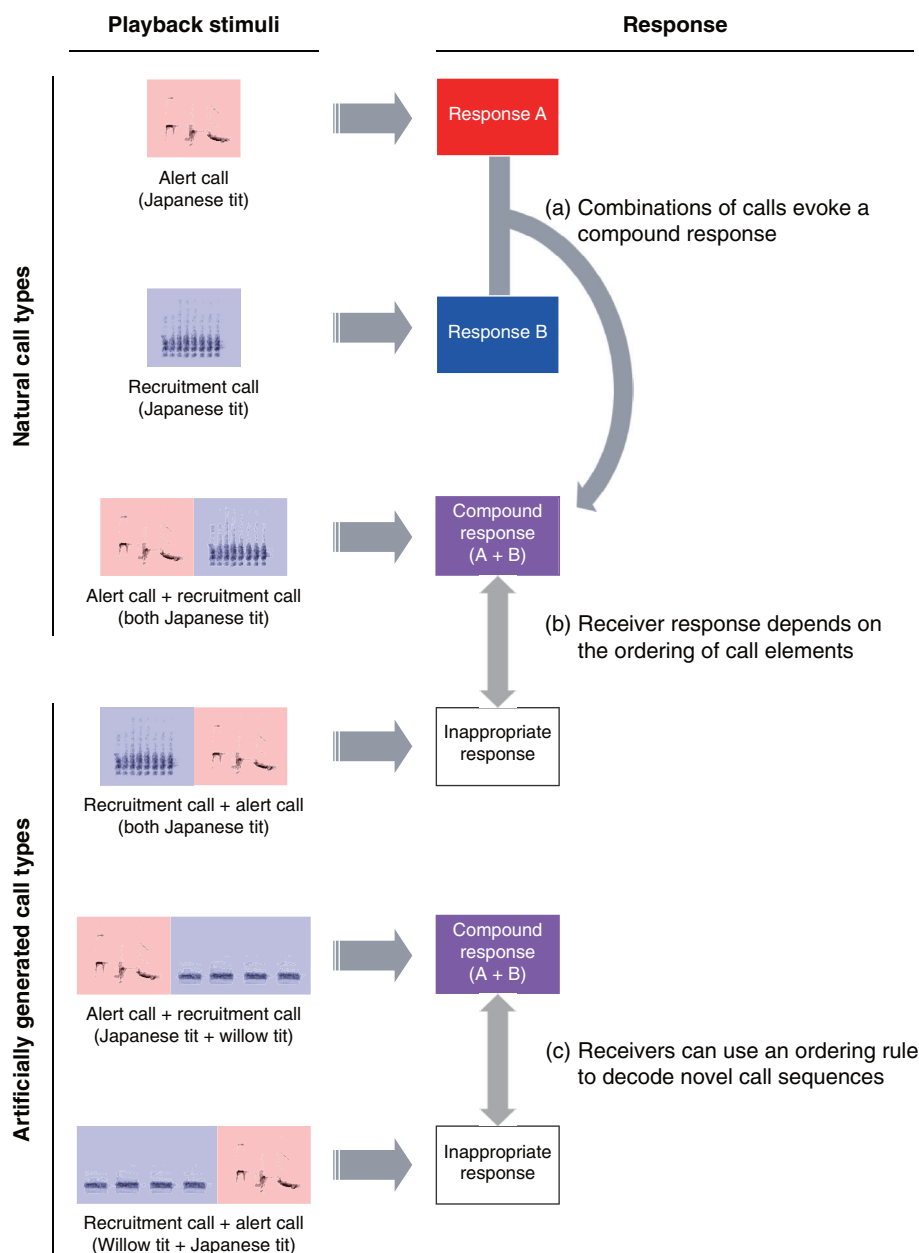 Playback stimuli
Response
Natural call types
Alert call
(Japanese tit)
Response A
(a) Combinations of calls evoke a
compound response
Recruitment call
(Japanese tit)
Response B
Alert call + recruitment call
(both Japanese tit)
Compound
response
(A + B)
(b) Receiver response depends on
the ordering of call elements
Artificially generated call types
Recruitment call + alert call
(both Japanese tit)
Inappropriate
response
Alert call + recruitment call
(Japanese tit + willow tit)
Compound
response
(A + B)
(c) Receivers can use an ordering rule
to decode novel call sequences
Recruitment call + alert call
(Willow tit + Japanese tit)
Inappropriate
response